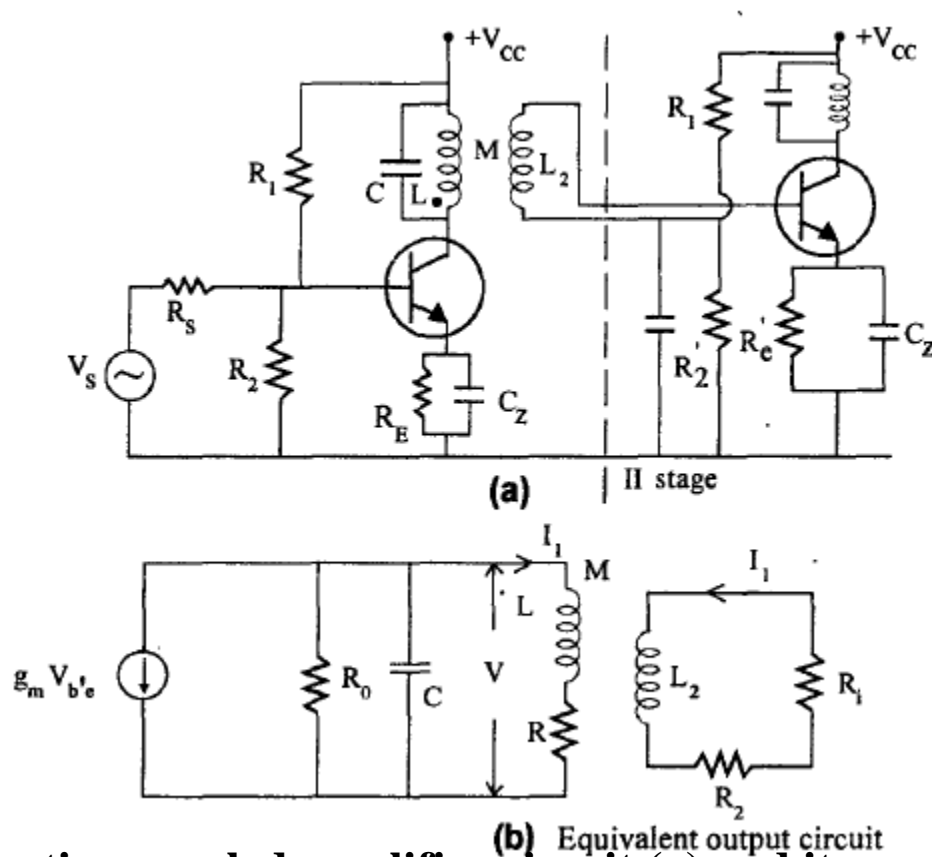 +V_CC
+V_CC
R_1
C
L
M
L_2
R_1
R_s
V_s
R_2
R_E
C_z
R'_2
R'_e
C_z
(a)
II stage
g_m V_b'e
R_0
C
V
I_1
L
M
R
L_2
I_1
R_i
R_2
(b) Equivalent output circuit